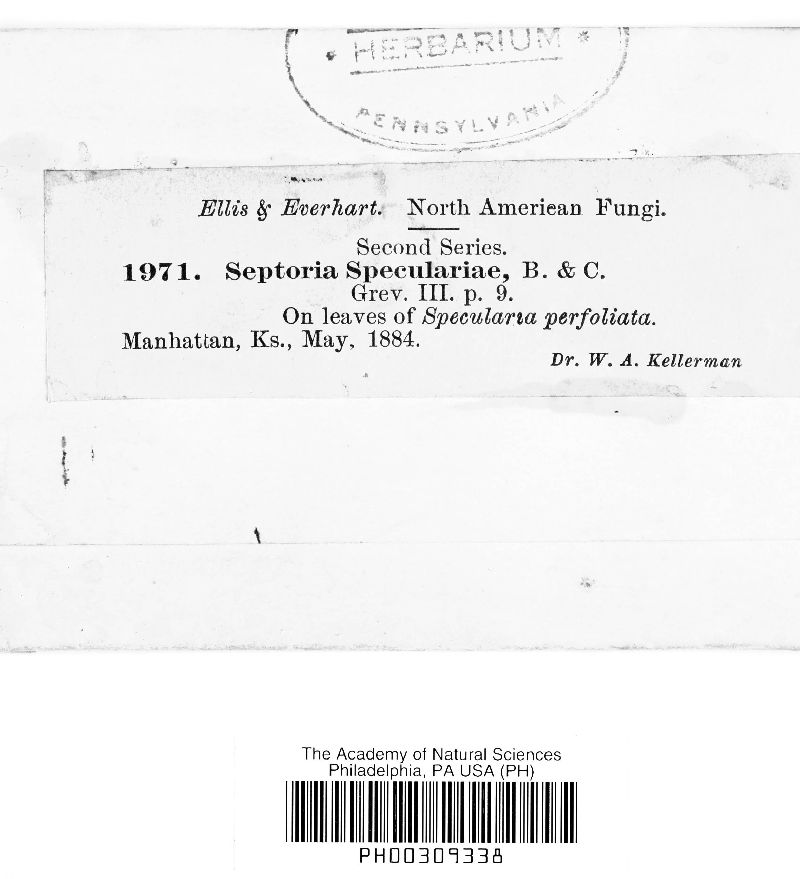 * HERBARIUM *
PENNSYLVANIA
Ellis & Everhart. North Ameriean Fungi.
Second Series.
1971. Septoria Speculariae, B. & C.
Grev. III. p. 9.
On leaves of Specularia perfoliata.
Manhattan, Ks., May, 1884.
Dr. W. A. Kellerman
The Academy of Natural Sciences
Philadelphia, PA USA (PH)
PH00309338